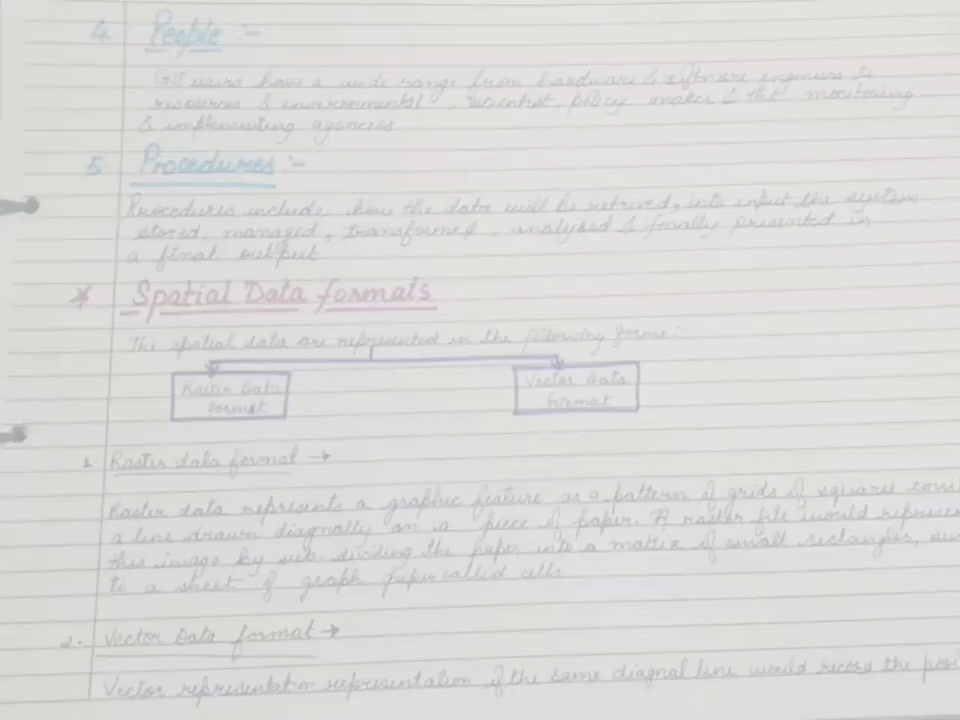 4. People :-
GIS users have a wide range from hardware & software engineers to
resources & environmental, scientist, policy maker & the monitoring
& implementing agencies
5. Procedures :-
Procedures include how the data will be retrived, into input the system
stored, managed, transformed, analysed & finally presented in
a final output
* Spatial Data formats
The spatial data are represented in the following forms :-
Raster Data format
Vector Data format
1. Raster data format →
Raster data represents a graphic feature as a pattern of grids of squares
a line drawn diagnally on a piece of paper. A raster file would
this image by sub-dividing the paper into a matrix of small rectangles,
to a sheet of graph paper called cells
2. Vector Data format →
Vector representation representation of the same diagnal line would record the